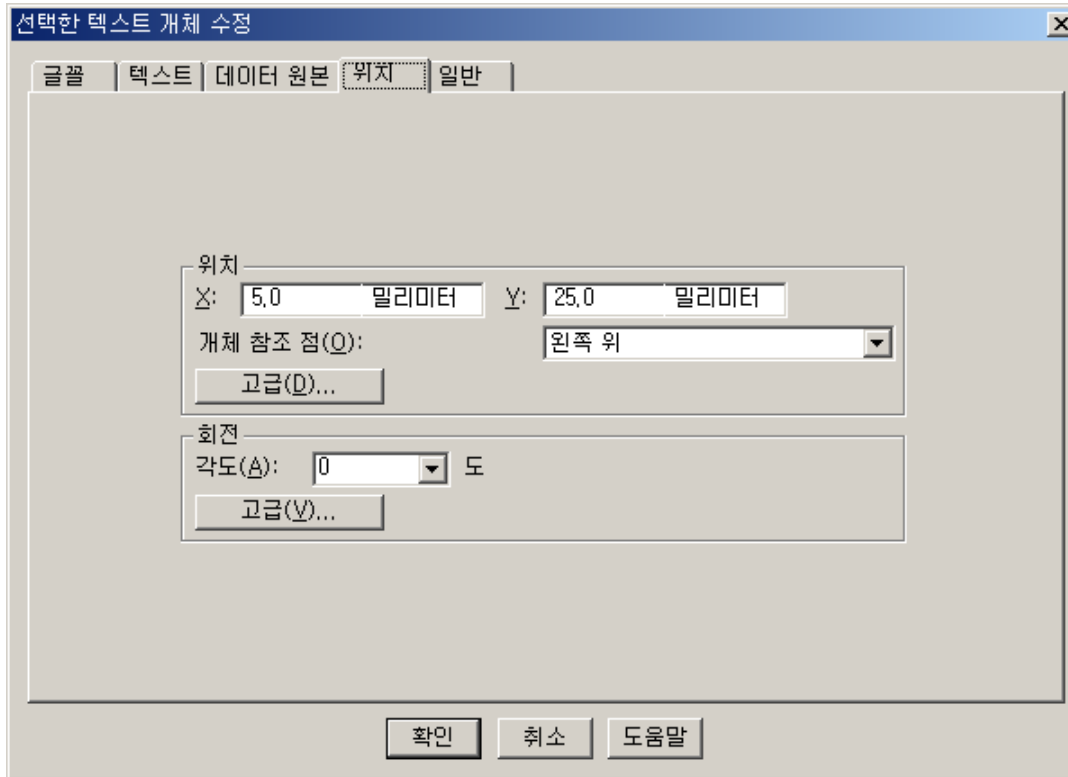 선택한 텍스트 개체 수정
글꼴 텍스트 데이터 원본 위치 일반
위치
X: 5,0 밀리미터 Y: 25,0 밀리미터
개체 참조 점(O): 왼쪽 위
고급(D)...
회전
각도(A): 0 도
고급(V)...
확인 취소 도움말